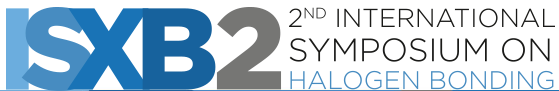 ISXB2
2ND INTERNATIONAL
SYMPOSIUM ON
HALOGEN BONDING